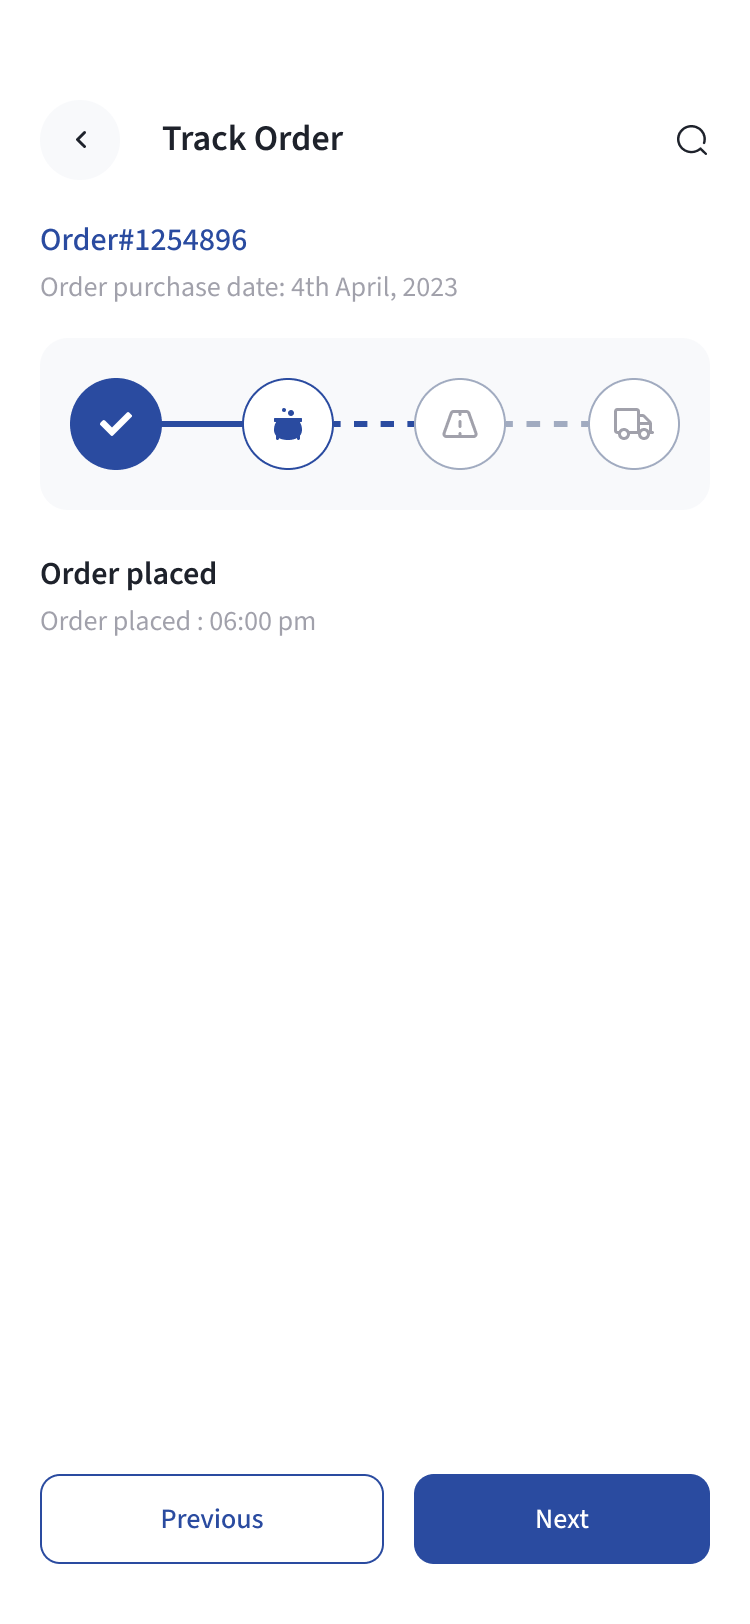 Track Order
Order#1254896
Order purchase date: 4th April, 2023
Order placed
Order placed : 06:00 pm
Previous
Next